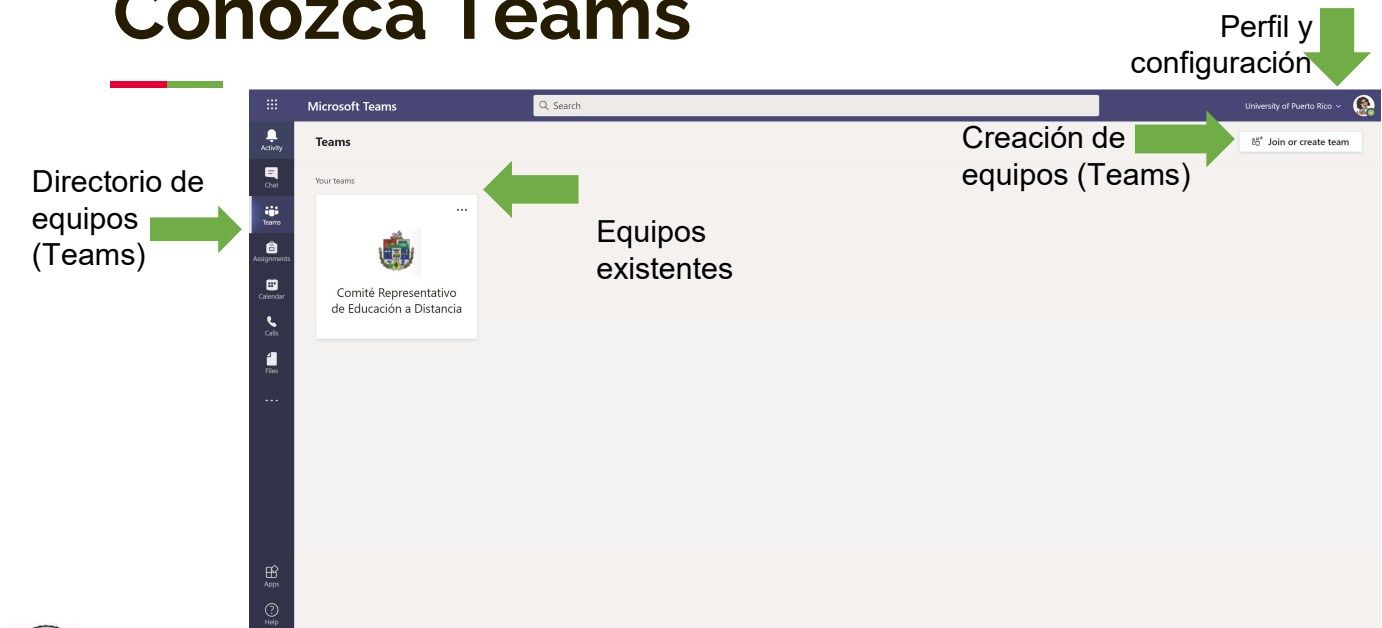 Conozca Teams
Perfil y
configuración
Microsoft Teams
Search
University of Puerto Rico
Activity
Teams
Creación de
equipos (Teams)
Join or create team
Directorio de
equipos
(Teams)
Chat
Teams
Assignments
Calendar
Calls
Files
Your teams
Comité Representativo
de Educación a Distancia
Equipos
existentes
Apps
Help